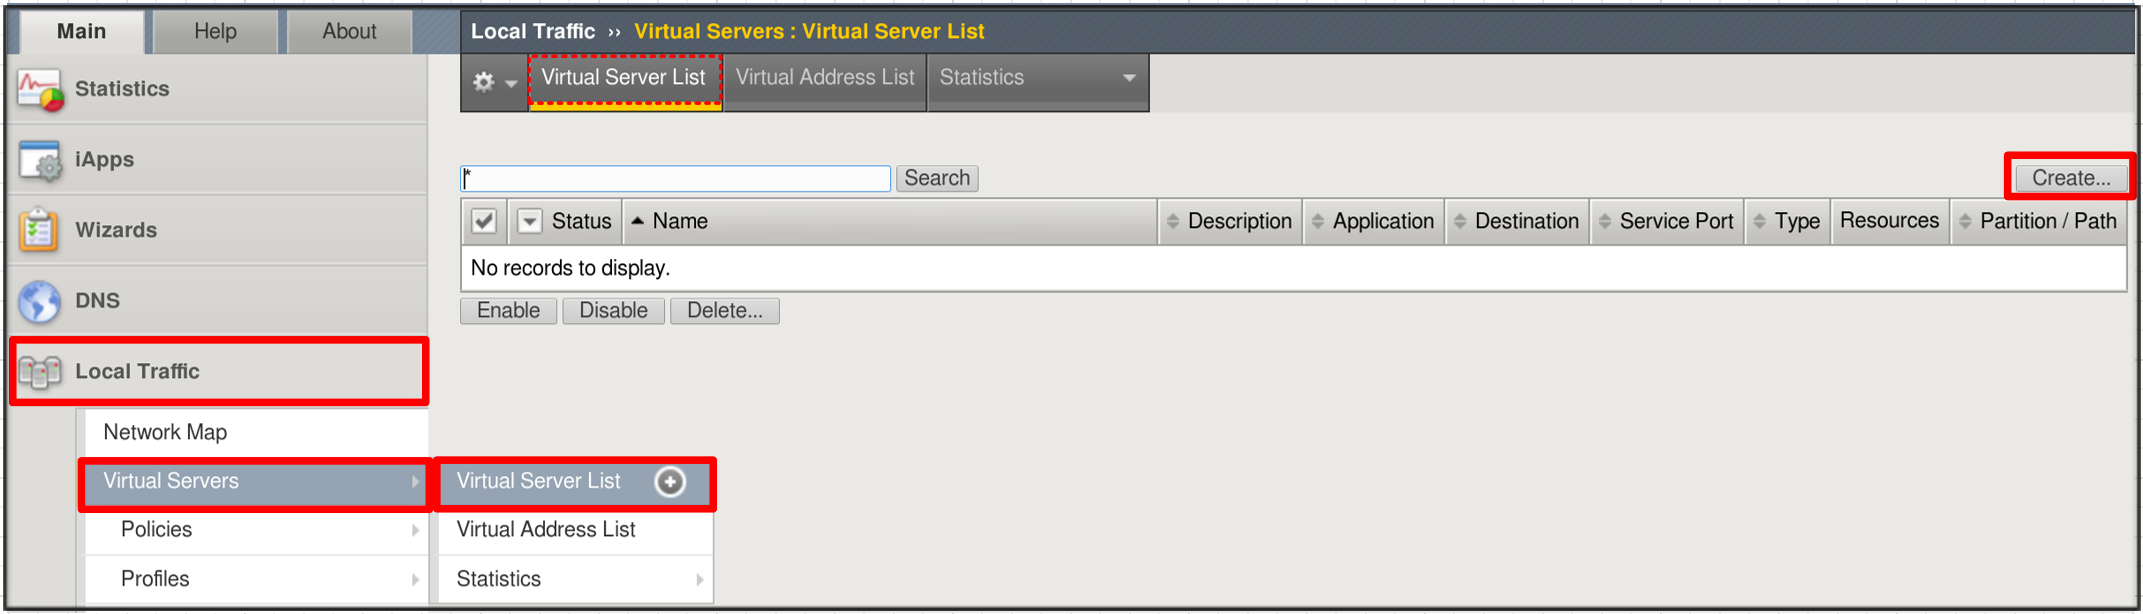 Main Help About
Local Traffic ›› Virtual Servers : Virtual Server List
Virtual Server List Virtual Address List Statistics
Statistics
iApps
Wizards
DNS
Local Traffic
Network Map
Virtual Servers
Policies
Profiles
Virtual Server List
Virtual Address List
Statistics
* Search Create...
Status Name Description Application Destination Service Port Type Resources Partition / Path
No records to display.
Enable Disable Delete...